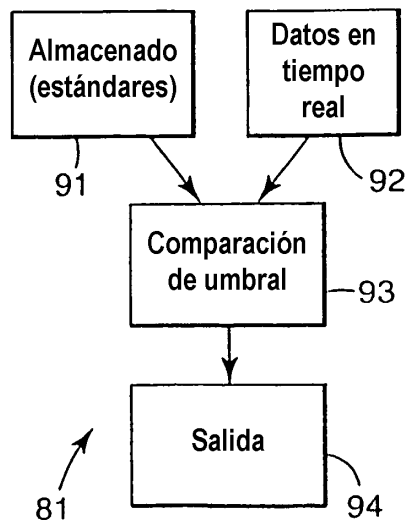 Almacenado
(estándares)
91
Datos en
tiempo
real
92
Comparación
de umbral
93
Salida
94
81